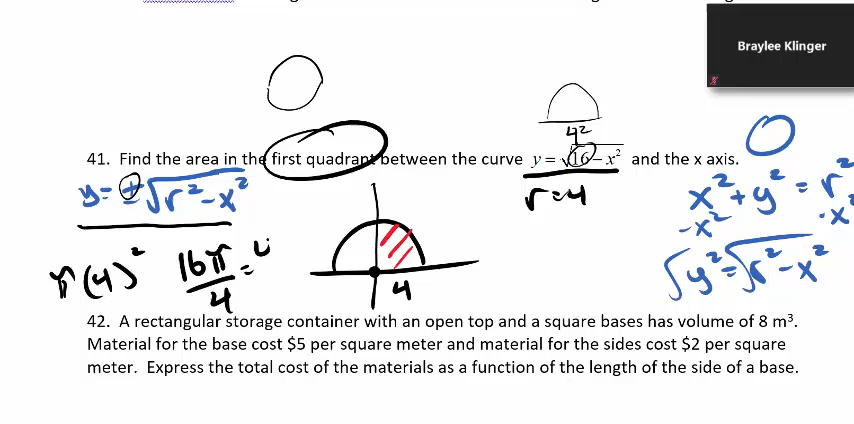 Braylee Klinger
4²
41. Find the area in the first quadrant between the curve y = √16 − x² and the x axis.
y = ±√r² − x²
r = 4
x² + y² = r²
-x² -x²
√y² = √r² − x²
π(4)² 16π/4 = 4
4
42. A rectangular storage container with an open top and a square bases has volume of 8 m³.
Material for the base cost $5 per square meter and material for the sides cost $2 per square
meter. Express the total cost of the materials as a function of the length of the side of a base.